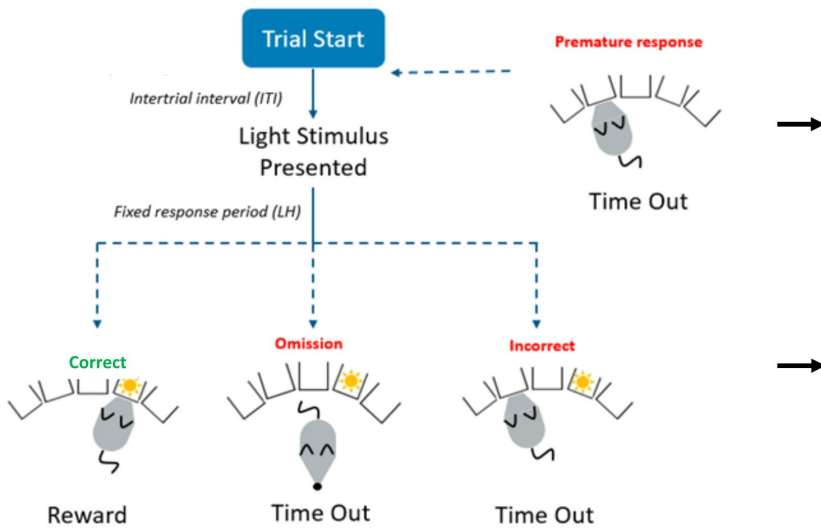 Trial Start
Premature response
Intertrial interval (ITI)
Light Stimulus
Presented
Time Out
Fixed response period (LH)
Correct
Omission
Incorrect
Reward
Time Out
Time Out